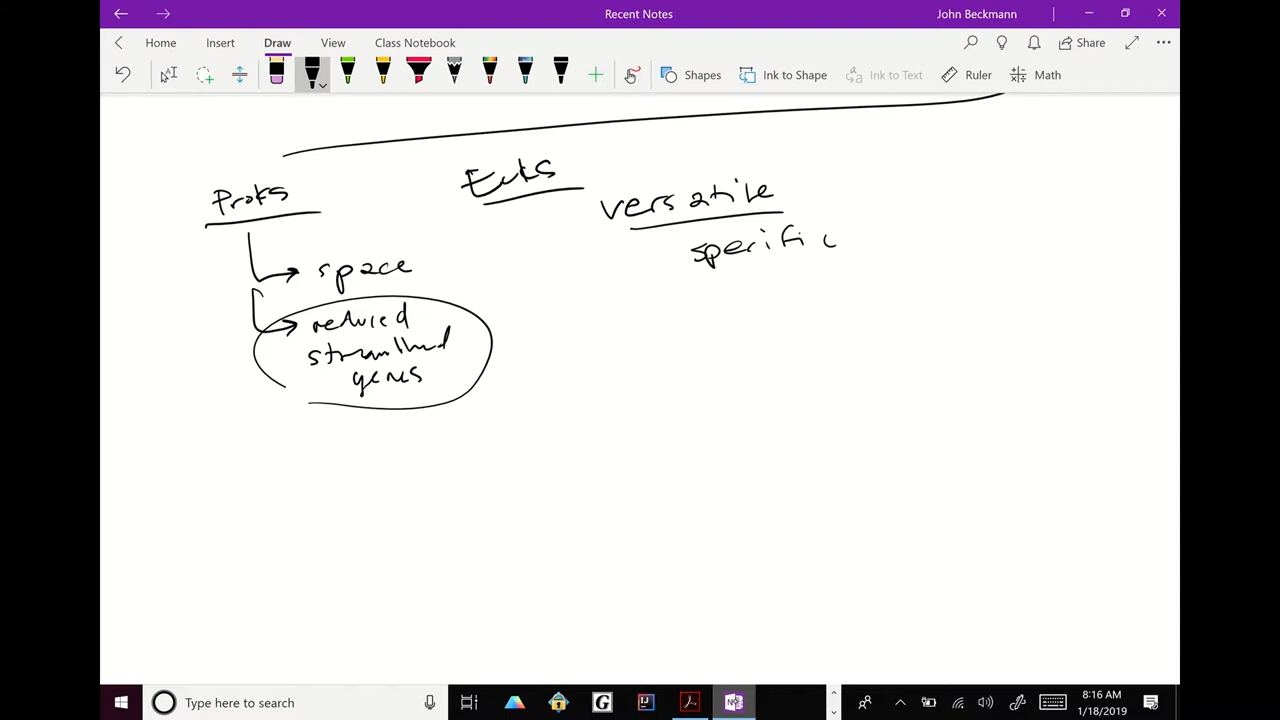 Recent Notes
John Beckmann
Home Insert Draw View Class Notebook
Share
Shapes Ink to Shape Ink to Text Ruler Math
Proks
Euks
versatile
specific
space
reduced
streamlined
genes
Type here to search
8:16 AM
1/18/2019